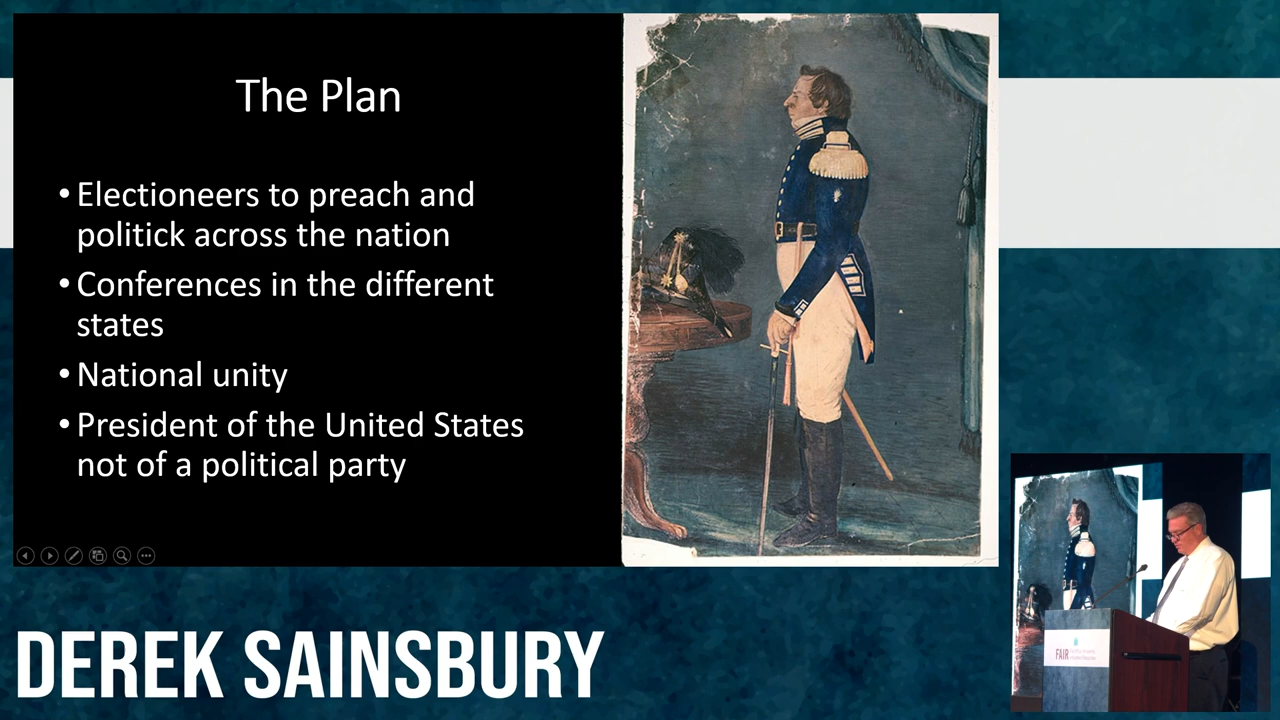 The Plan
• Electioneers to preach and
politick across the nation
• Conferences in the different
states
• National unity
• President of the United States
not of a political party
DEREK SAINSBURY
FAIR